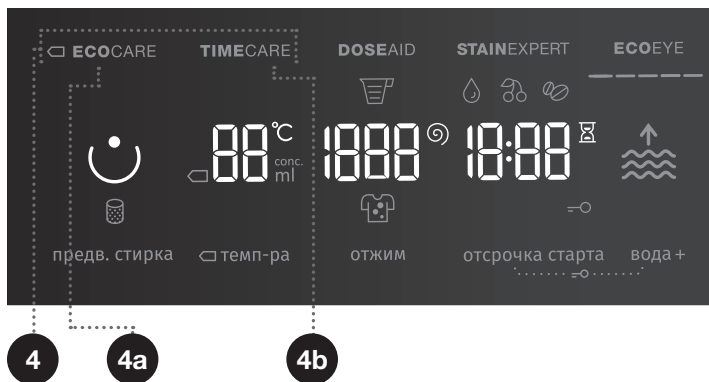 ECOCARE TIMECARE DOSEAID STAINEXPERT ECOEYE
88 °C 1888 18:88
conc.
ml
предв. стирка темп-ра отжим отсрочка старта вода +
4 4a 4b